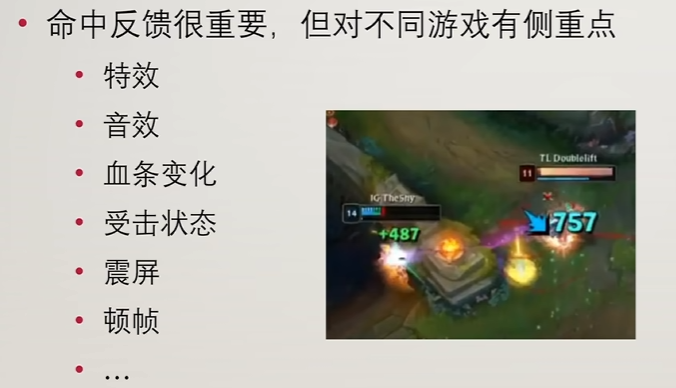 命中反馈很重要，但对不同游戏有侧重点
特效
音效
血条变化
受击状态
震屏
顿帧
...
TL Doublelift
11
IG TheShy
14
+487
757